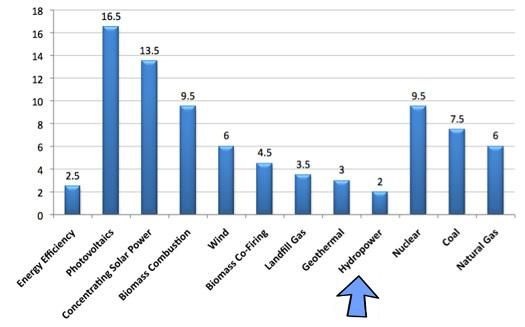 18
16
14
12
10
8
6
4
2
0
2.5
16.5
13.5
9.5
6
4.5
3.5
3
2
9.5
7.5
6
Energy Efficiency
Photovoltaics
Concentrating Solar Power
Biomass Combustion
Wind
Biomass Co-Firing
Landfill Gas
Geothermal
Hydropower
Nuclear
Coal
Natural Gas